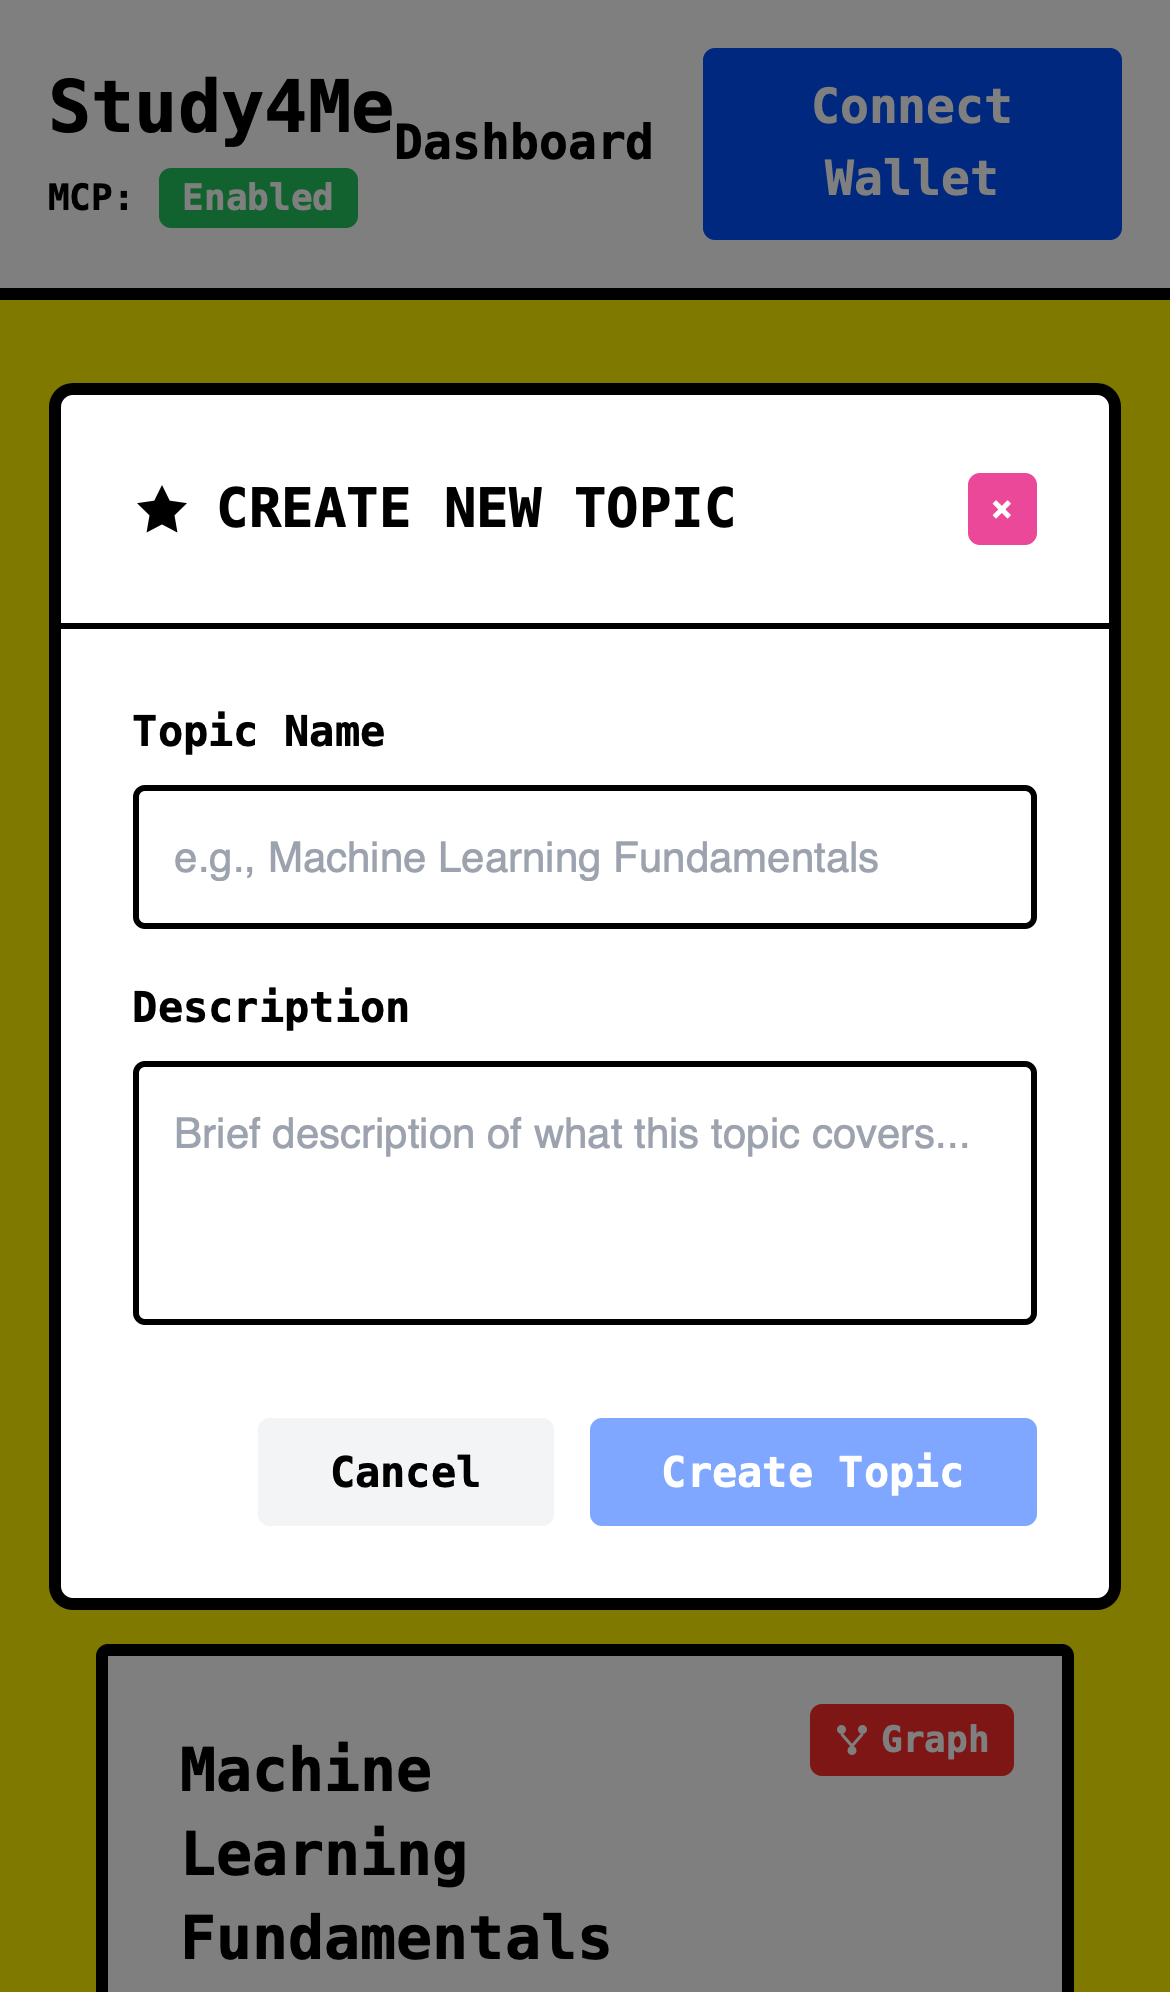 Study4Me
Dashboard
MCP: Enabled
Connect
Wallet
CREATE NEW TOPIC
×
Topic Name
e.g., Machine Learning Fundamentals
Description
Brief description of what this topic covers...
Cancel
Create Topic
Machine
Learning
Fundamentals
Graph